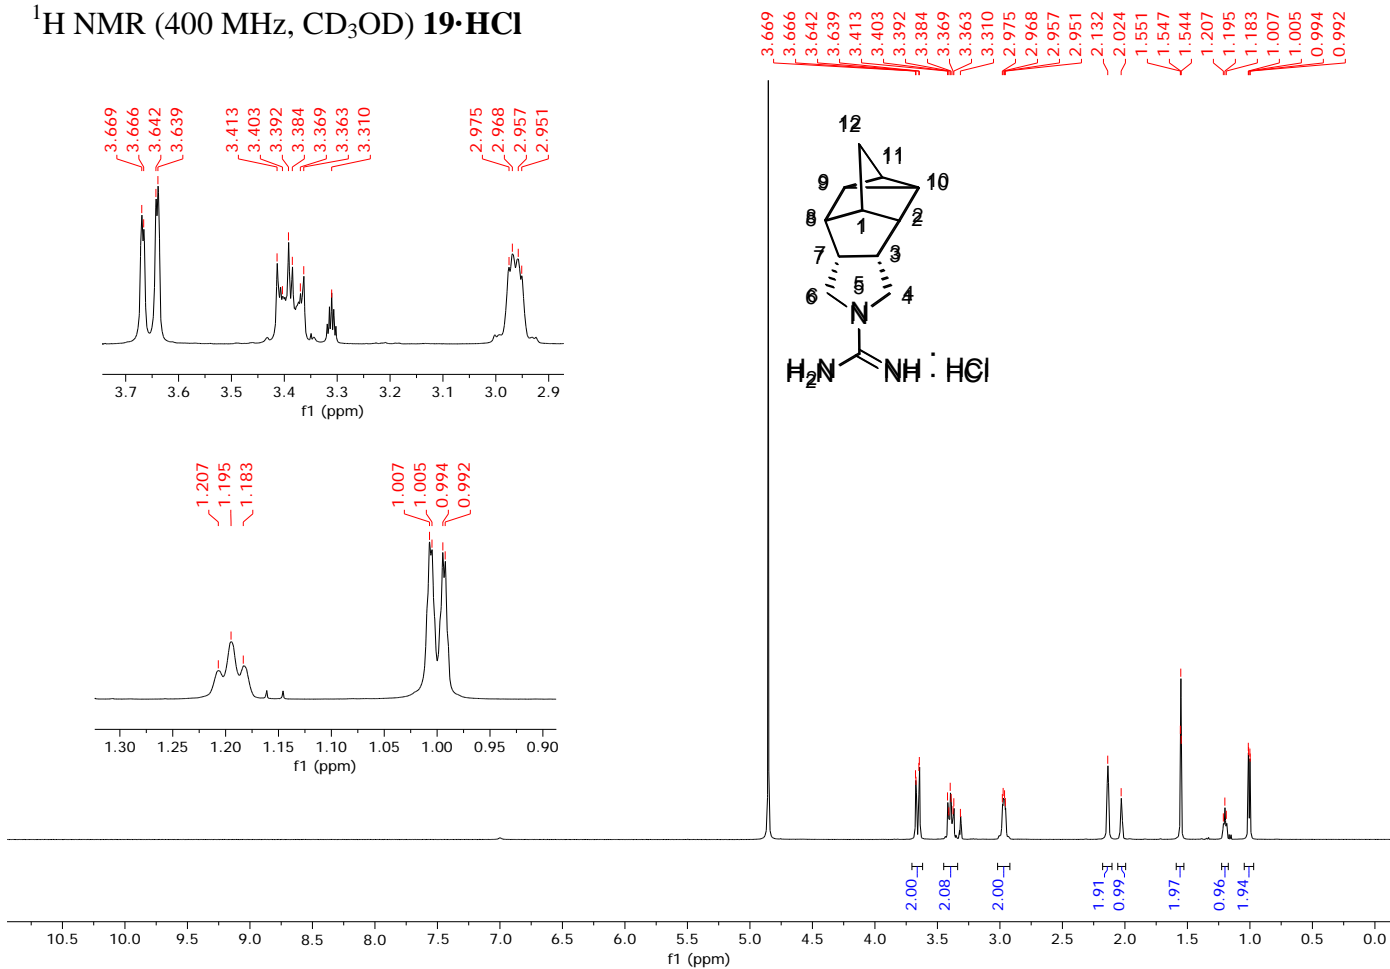 ¹H NMR (400 MHz, CD₃OD) 19·HCl
3.669 3.666 3.642 3.639 3.413 3.403 3.392 3.384 3.369 3.363 3.310 2.975 2.968 2.957 2.951 2.132 2.024 1.551 1.547 1.544 1.207 1.195 1.183 1.007 1.005 0.994 0.992
3.669 3.666 3.642 3.639 3.413 3.403 3.392 3.384 3.369 3.363 3.310 2.975 2.968 2.957 2.951
3.7 3.6 3.5 3.4 3.3 3.2 3.1 3.0 2.9
f1 (ppm)
12
11
9 10
8 1 2
7 3
6 5 4
N
H₂N NH · HCl
1.207 1.195 1.183 1.007 1.005 0.994 0.992
1.30 1.25 1.20 1.15 1.10 1.05 1.00 0.95 0.90
f1 (ppm)
2.00 2.08 2.00 1.91 0.99 1.97 0.96 1.94
10.5 10.0 9.5 9.0 8.5 8.0 7.5 7.0 6.5 6.0 5.5 5.0 4.5 4.0 3.5 3.0 2.5 2.0 1.5 1.0 0.5 0.0
f1 (ppm)